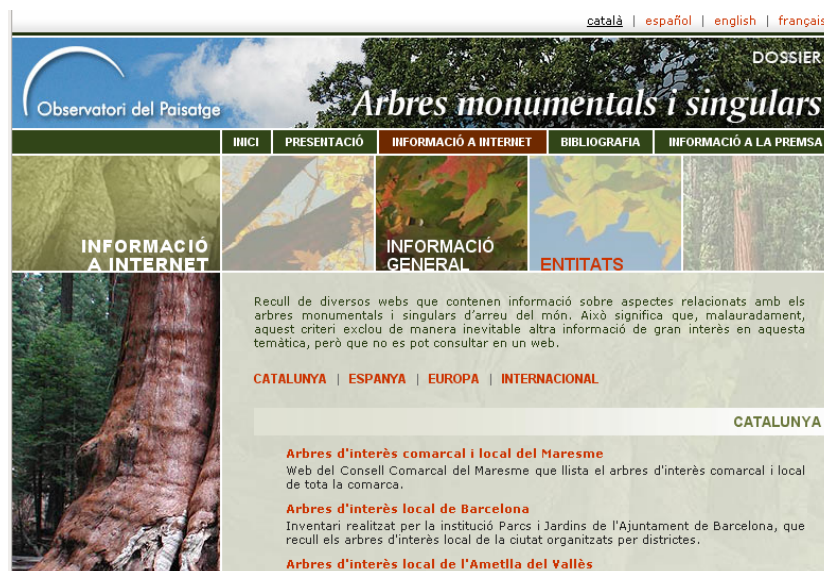 català | español | english | français
DOSSIER
Observatori del Paisatge
Arbres monumentals i singulars
INICI PRESENTACIÓ INFORMACIÓ A INTERNET BIBLIOGRAFIA INFORMACIÓ A LA PREMSA
INFORMACIÓ
A INTERNET
INFORMACIÓ
GENERAL
ENTITATS
Recull de diversos webs que contenen informació sobre aspectes relacionats amb els
arbres monumentals i singulars d'arreu del món. Això significa que, malauradament,
aquest criteri exclou de manera inevitable altra informació de gran interès en aquesta
temàtica, però que no es pot consultar en un web.
CATALUNYA | ESPANYA | EUROPA | INTERNACIONAL
CATALUNYA
Arbres d'interès comarcal i local del Maresme
Web del Consell Comarcal del Maresme que llista el arbres d'interès comarcal i local
de tota la comarca.
Arbres d'interès local de Barcelona
Inventari realitzat per la institució Parcs i Jardins de l'Ajuntament de Barcelona, que
recull els arbres d'interès local de la ciutat organitzats per districtes.
Arbres d'interès local de l'Ametlla del Vallès